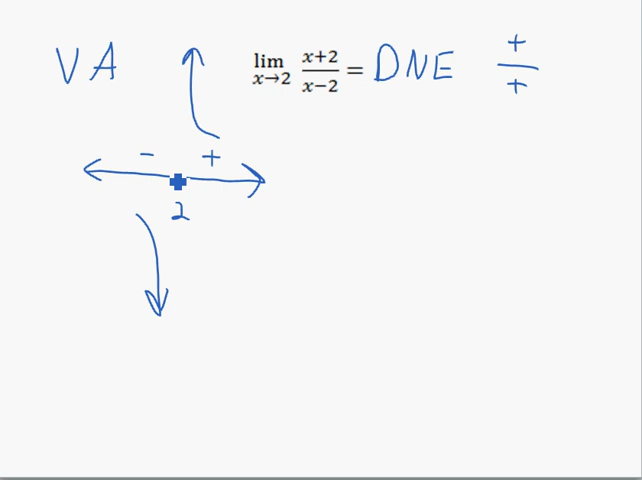 VA
lim x→2 x+2/x−2 = DNE +/+
− +
2